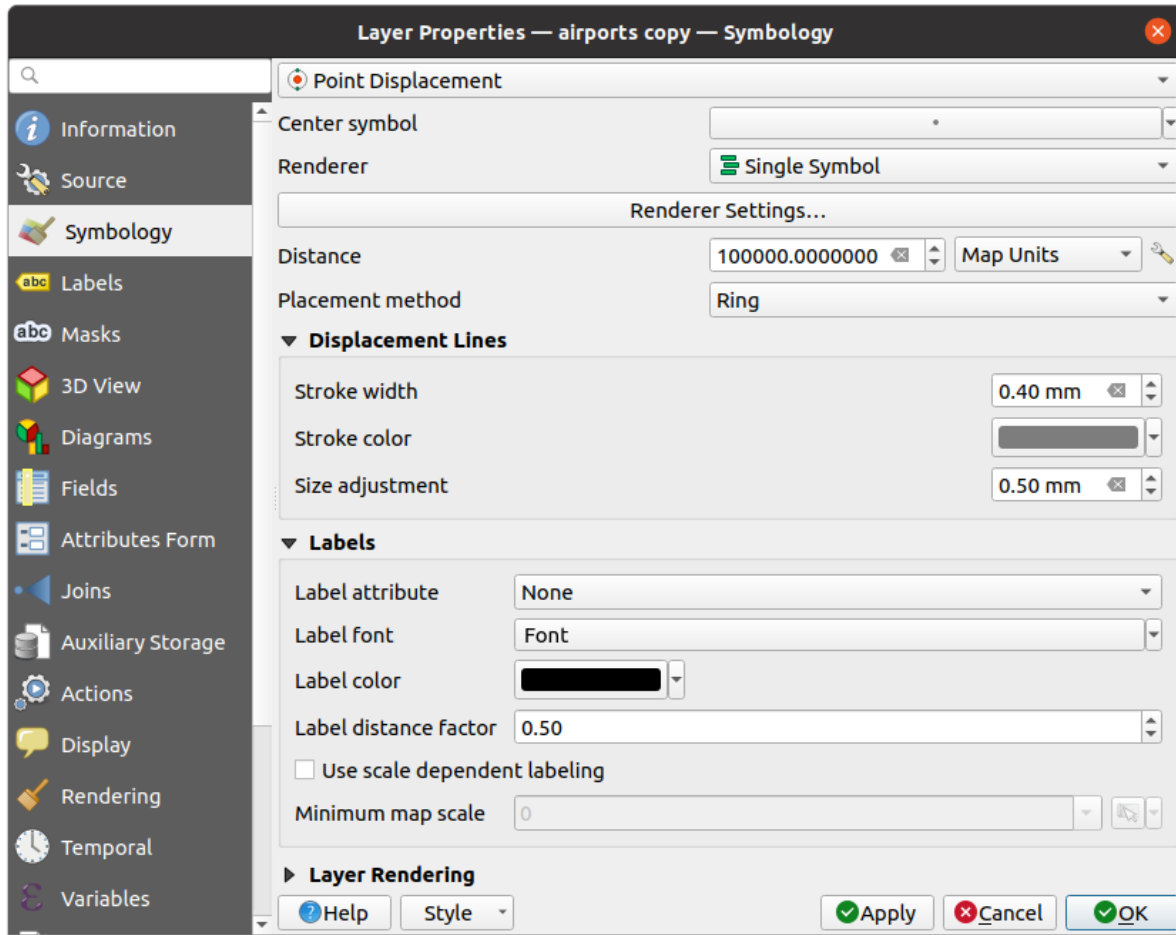 Layer Properties — airports copy — Symbology
Point Displacement
Information
Source
Symbology
Labels
Masks
3D View
Diagrams
Fields
Attributes Form
Joins
Auxiliary Storage
Actions
Display
Rendering
Temporal
Variables
Center symbol
Renderer Single Symbol
Renderer Settings...
Distance 100000.0000000 Map Units
Placement method Ring
Displacement Lines
Stroke width 0.40 mm
Stroke color
Size adjustment 0.50 mm
Labels
Label attribute None
Label font Font
Label color
Label distance factor 0.50
Use scale dependent labeling
Minimum map scale 0
Layer Rendering
Help Style Apply Cancel OK